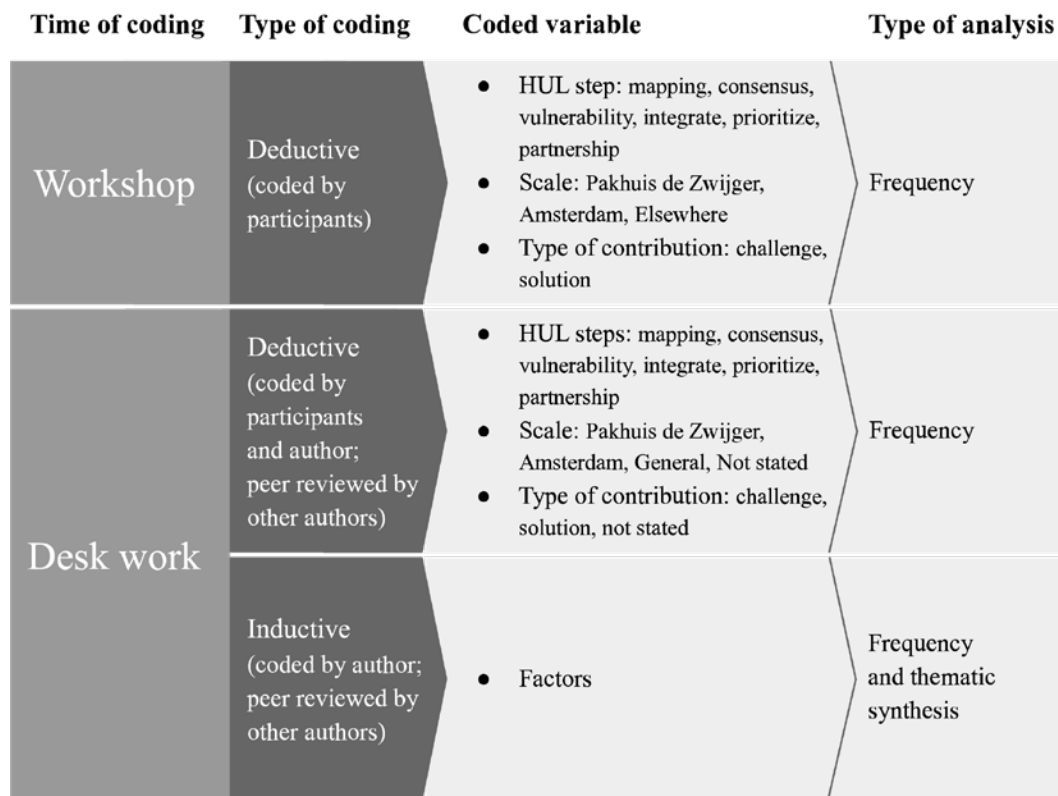 Time of coding Type of coding Coded variable Type of analysis
Workshop
Deductive
(coded by
participants)
● HUL step: mapping, consensus,
vulnerability, integrate, prioritize,
partnership
● Scale: Pakhuis de Zwijger,
Amsterdam, Elsewhere
● Type of contribution: challenge,
solution
Frequency
Desk work
Deductive
(coded by
participants
and author;
peer reviewed by
other authors)
● HUL steps: mapping, consensus,
vulnerability, integrate, prioritize,
partnership
● Scale: Pakhuis de Zwijger,
Amsterdam, General, Not stated
● Type of contribution: challenge,
solution, not stated
Frequency
Inductive
(coded by author;
peer reviewed by
other authors)
● Factors
Frequency
and thematic
synthesis